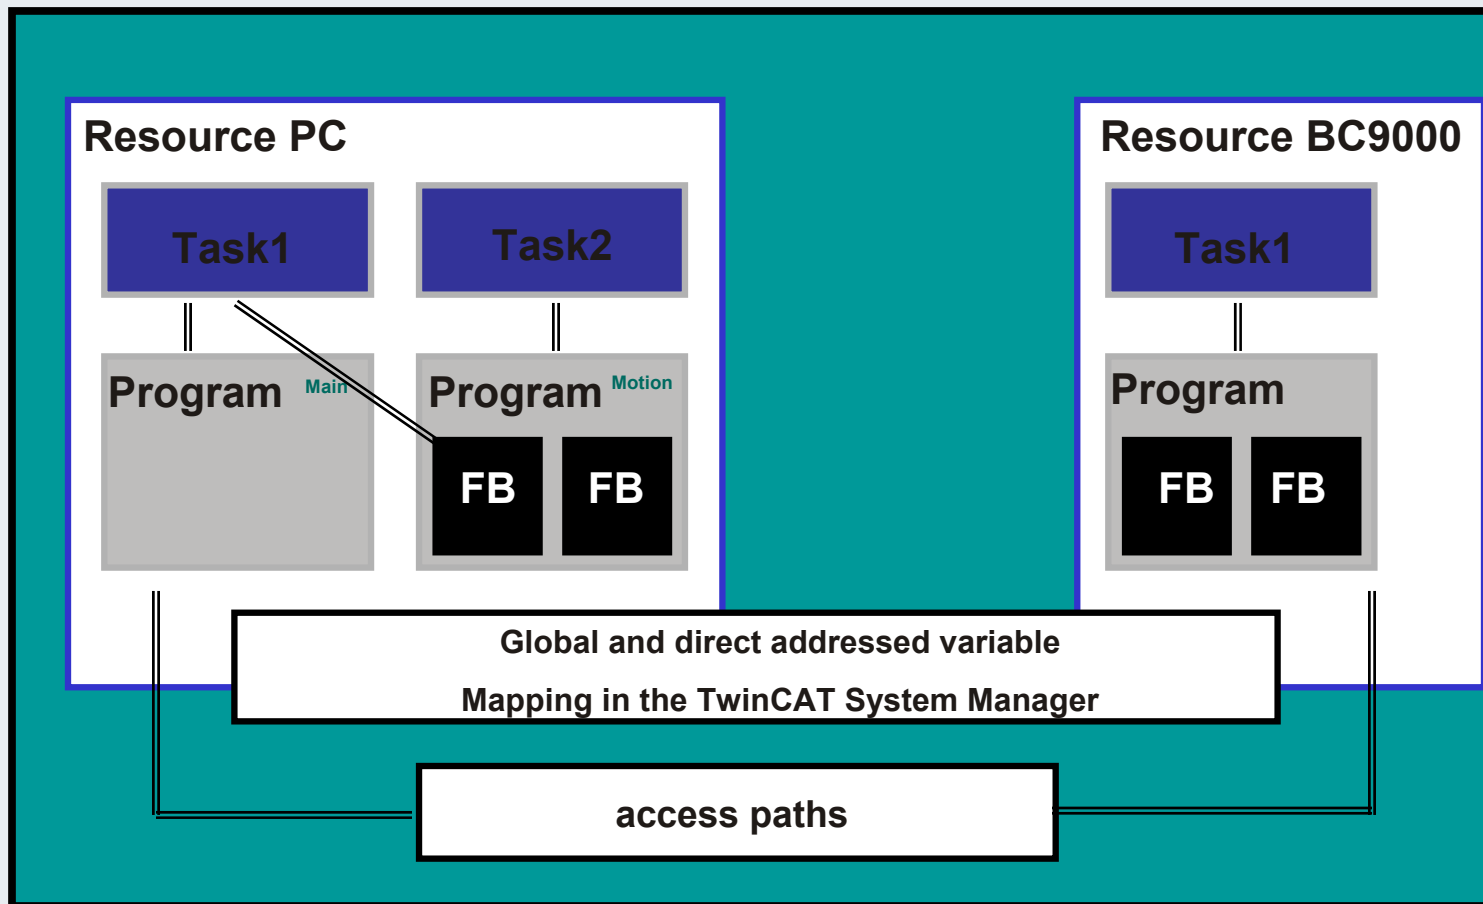 Resource PC
Resource BC9000
Task1
Task2
Task1
Program Main
Program Motion
Program
FB FB
FB FB
Global and direct addressed variable
Mapping in the TwinCAT System Manager
access paths